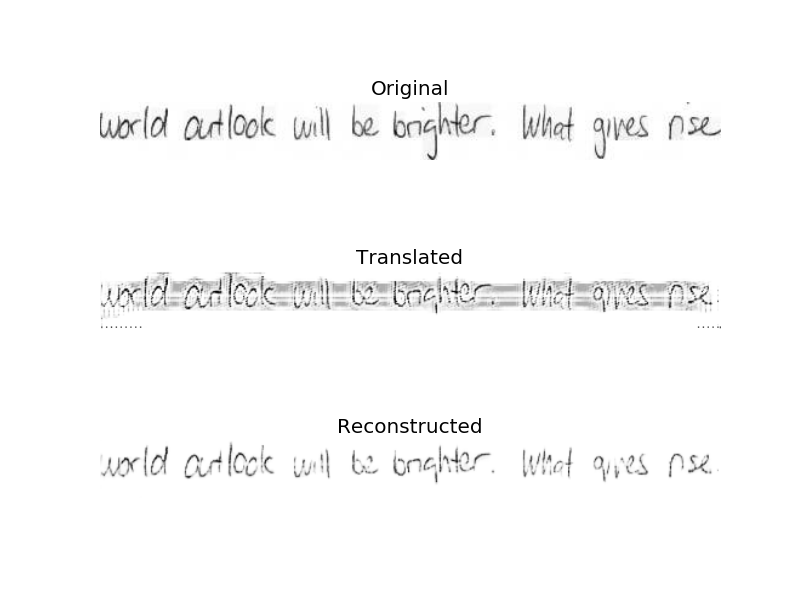 Original
world outlook will be brighter. What gives rise
Translated
world outlook will be brighter. What gives rise
Reconstructed
world outlook will be brighter. What gives rise